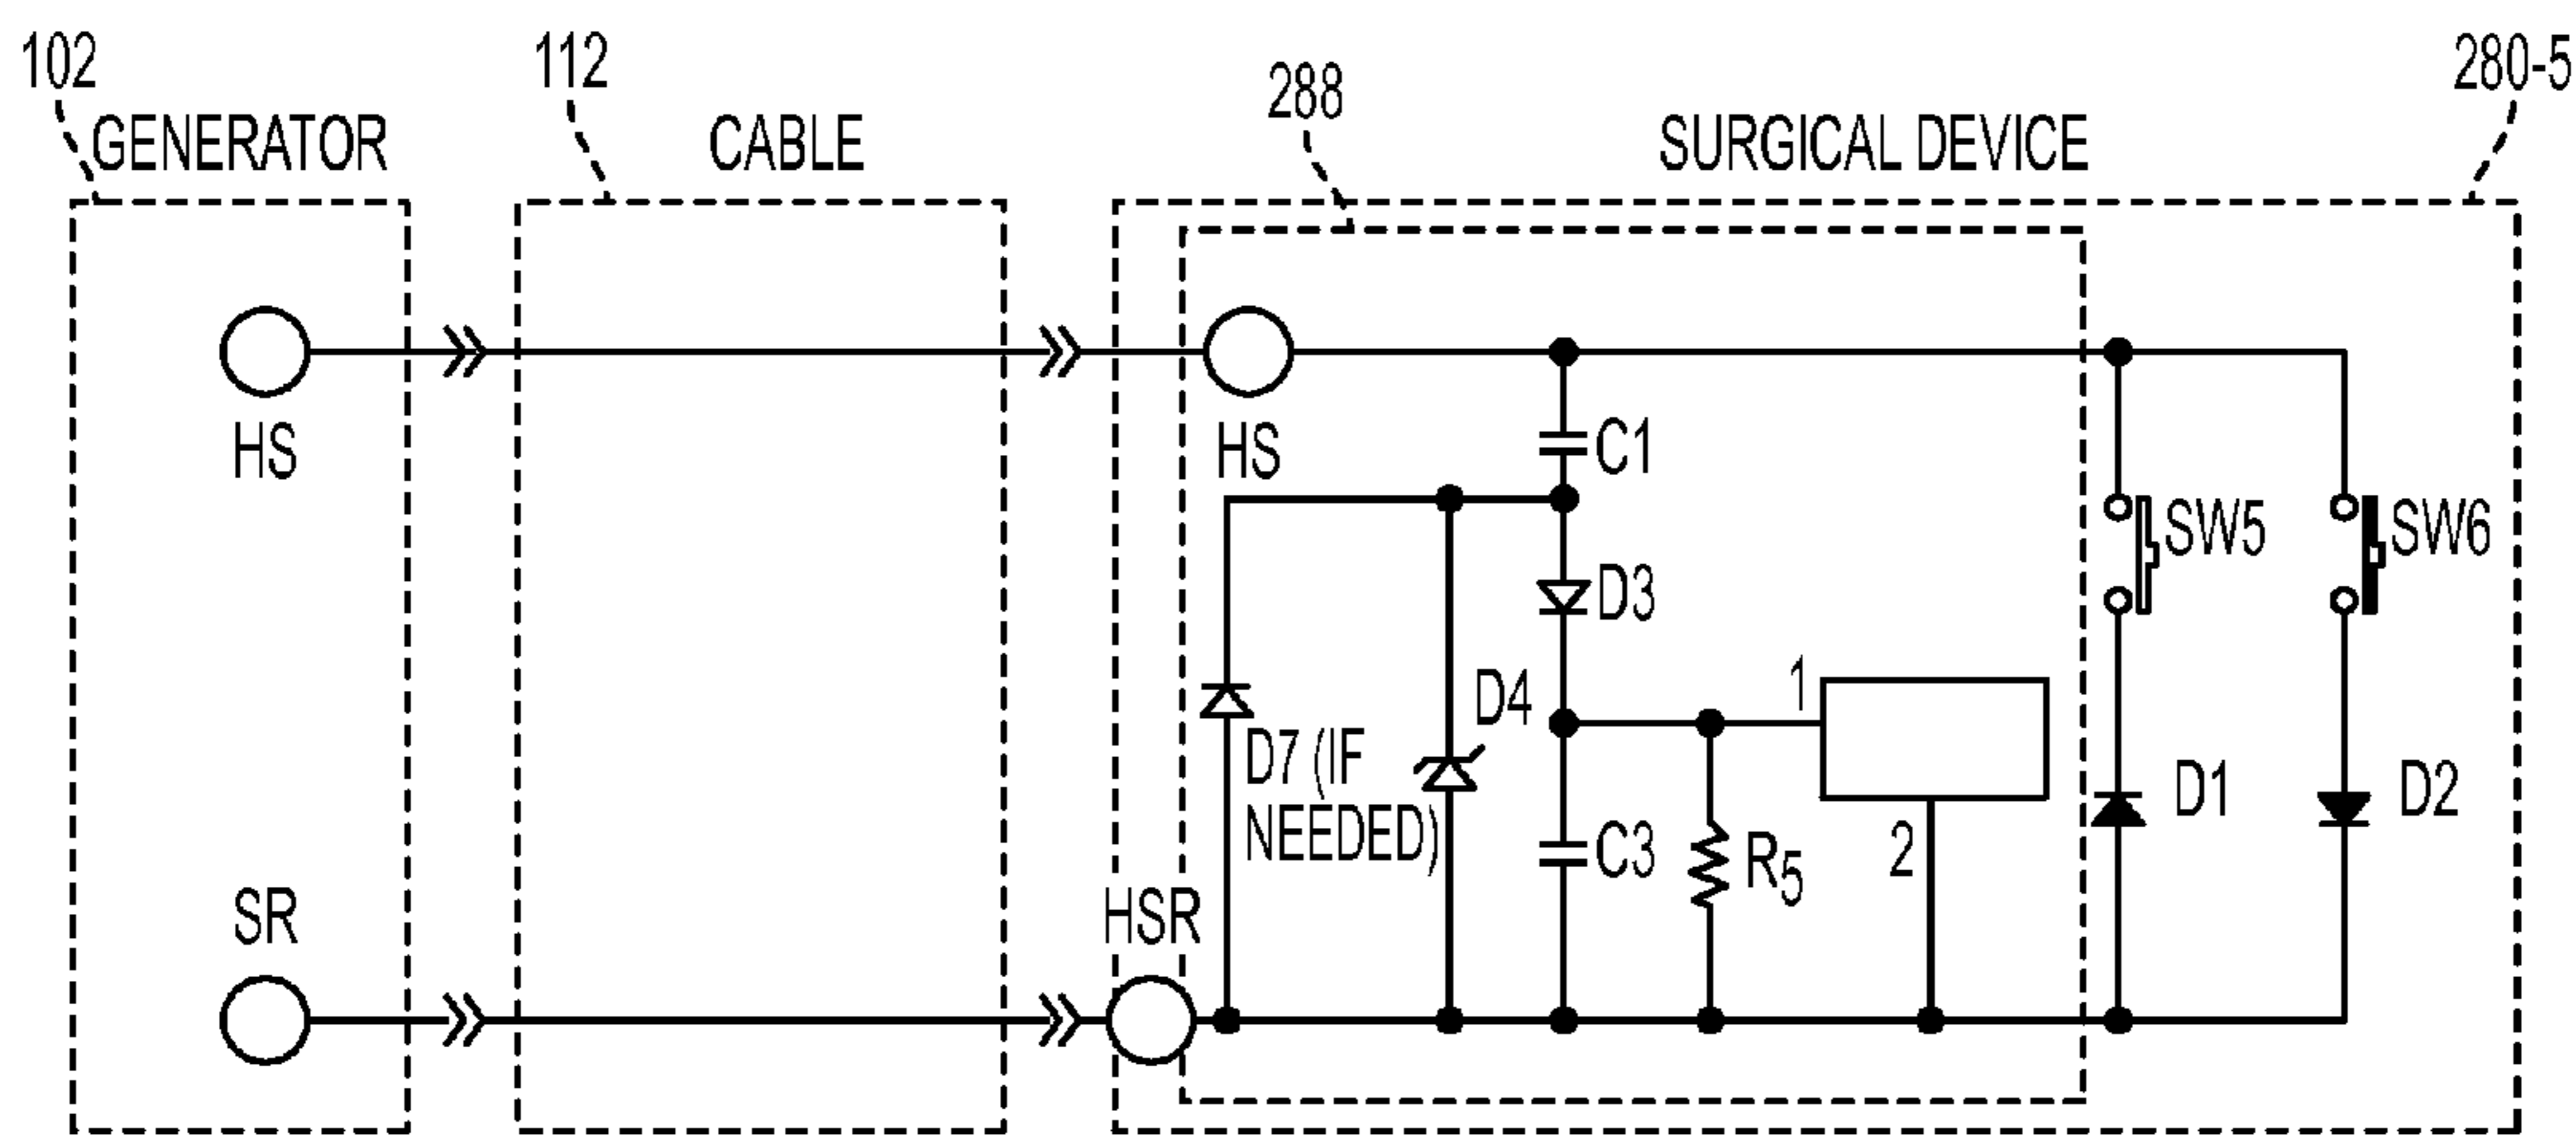 102
112
288
280-5
GENERATOR
CABLE
SURGICAL DEVICE
HS
HS
C1
SW5
SW6
D3
D4
1
D7 (IF
NEEDED)
D1
D2
C3
R5
2
SR
HSR